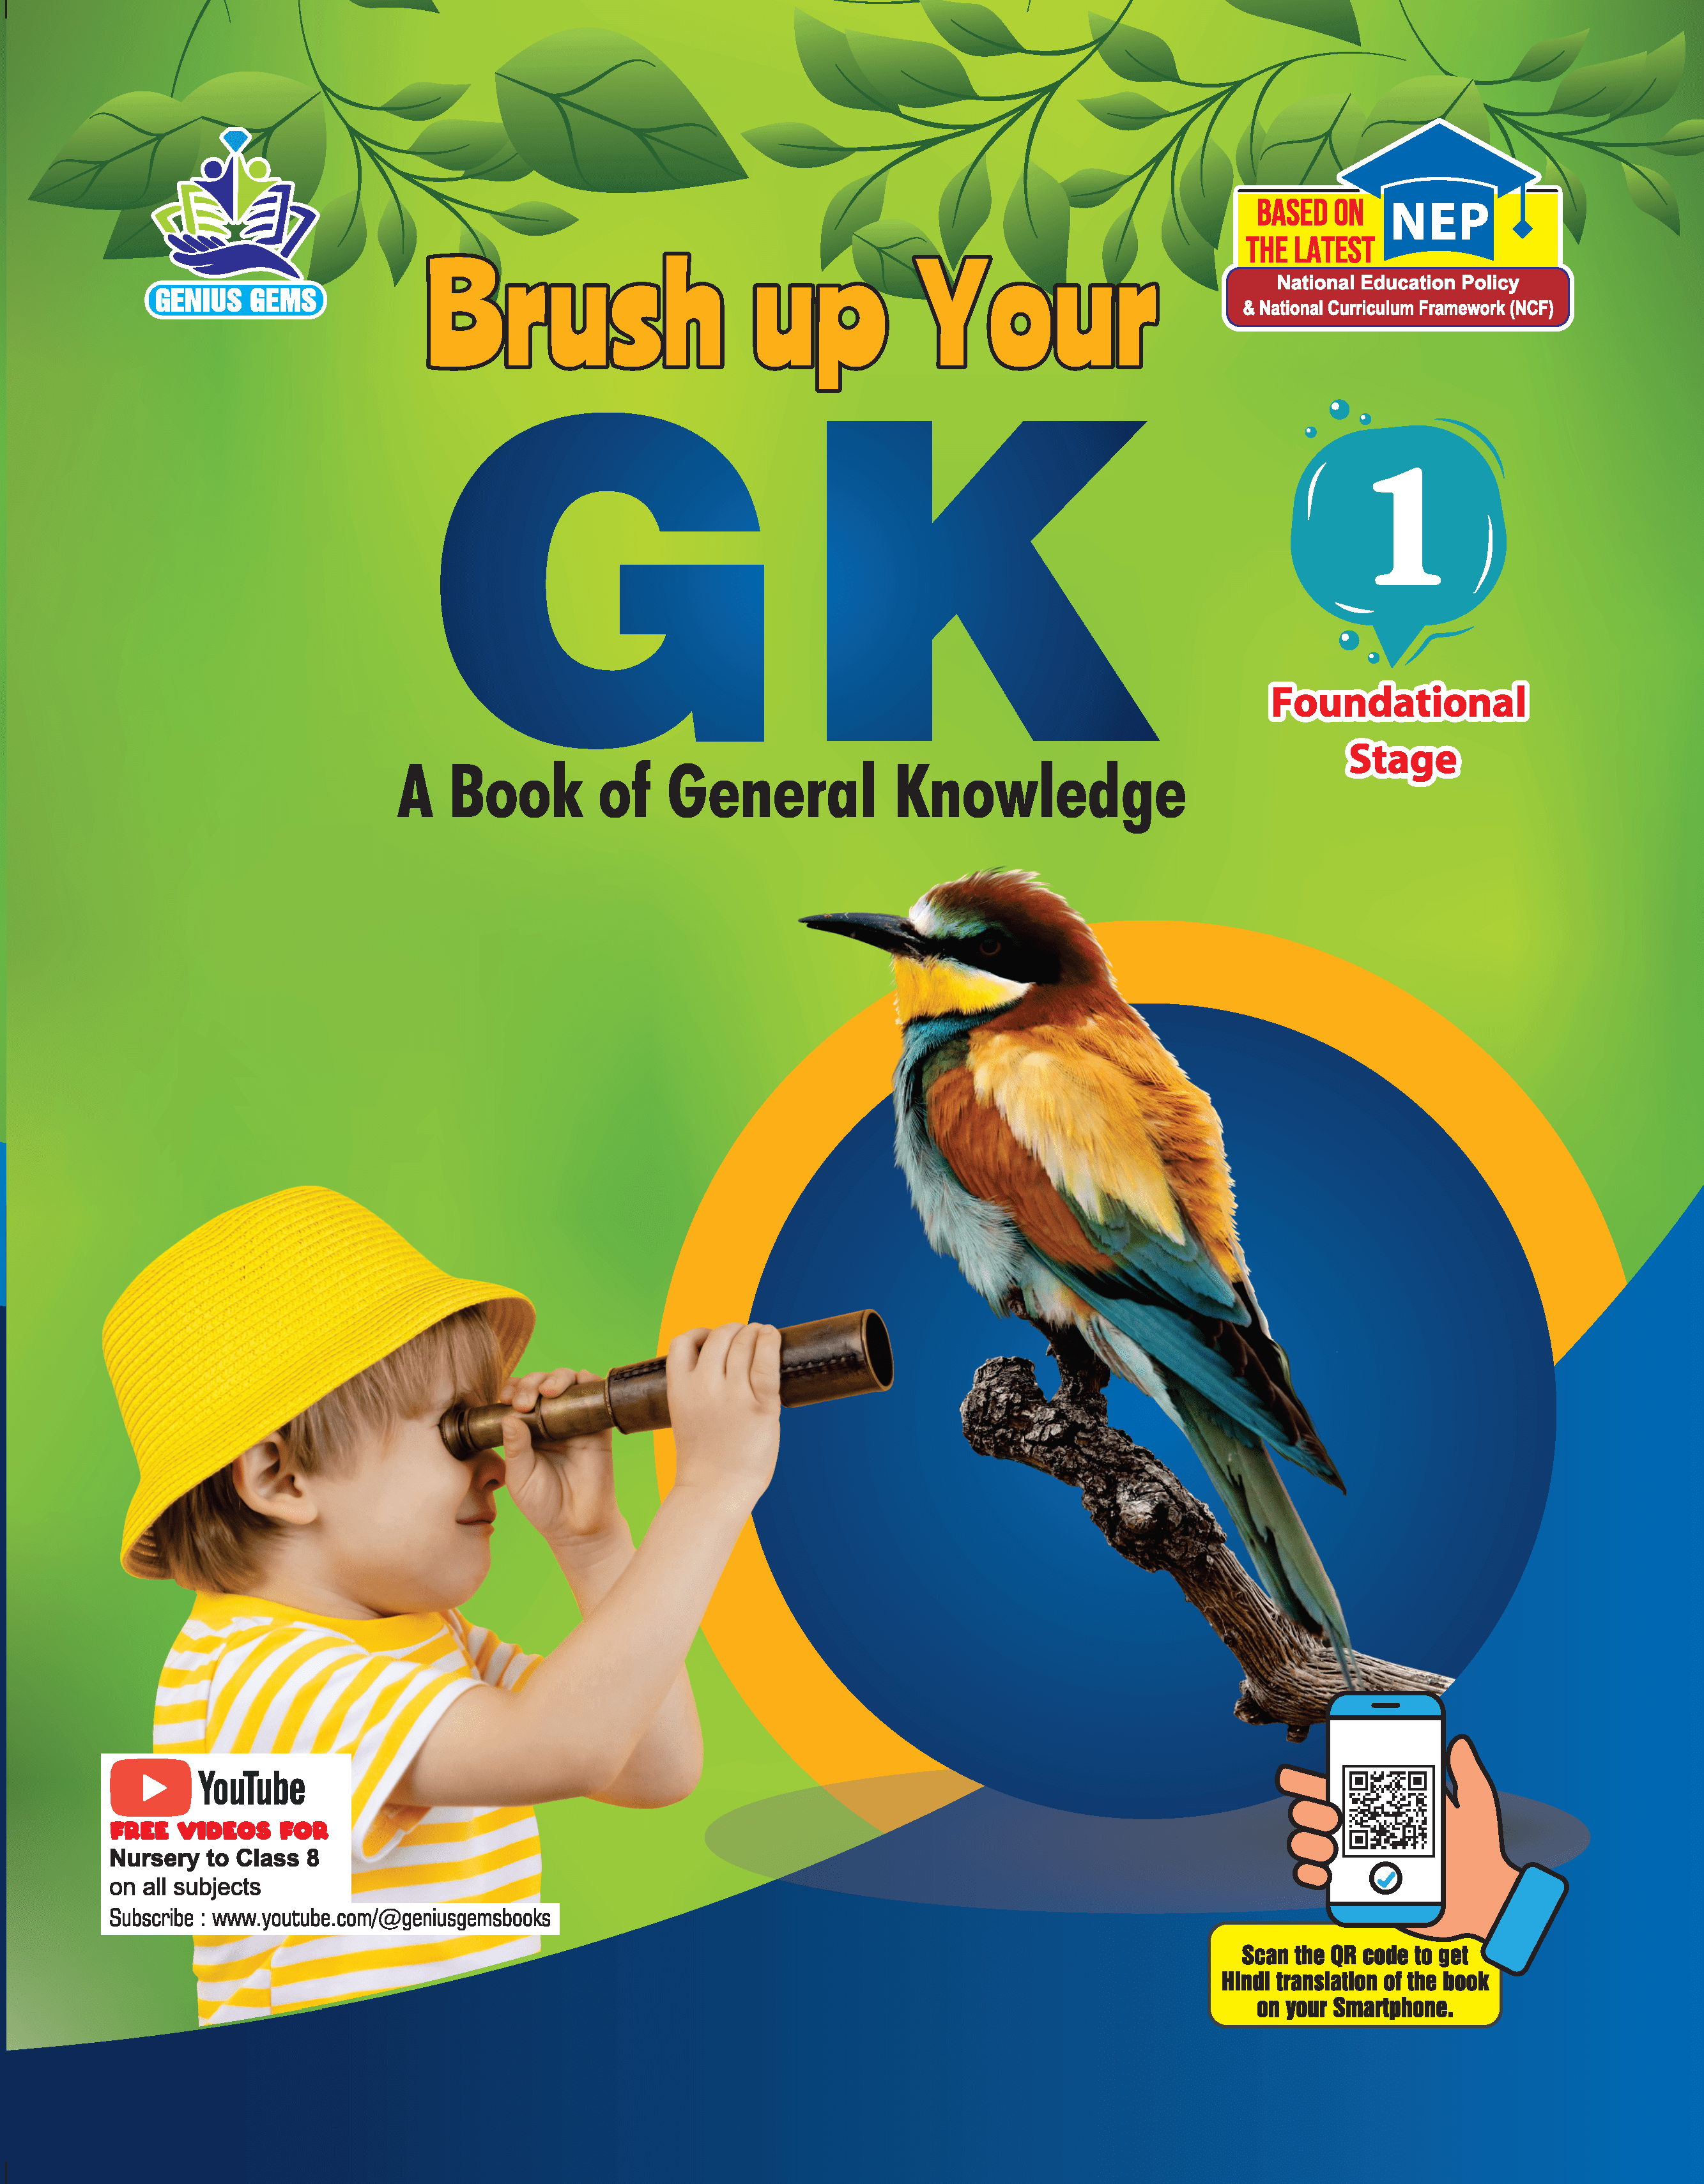 GENIUS GEMS
BASED ON
THE LATEST
NEP
National Education Policy
& National Curriculum Framework (NCF)
Brush up Your
GK
1
Foundational
Stage
A Book of General Knowledge
YouTube
FREE VIDEOS FOR
Nursery to Class 8
on all subjects
Subscribe : www.youtube.com/@geniusgemsbooks
Scan the QR code to get
Hindi translation of the book
on your Smartphone.